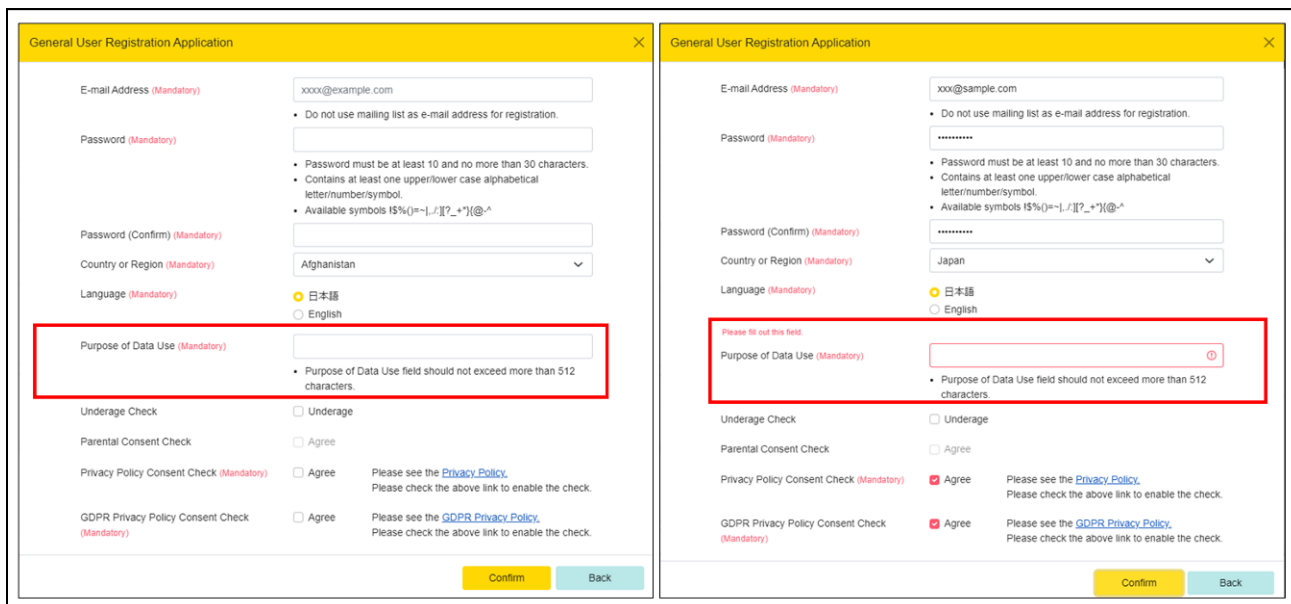 General User Registration Application
E-mail Address (Mandatory)
xxxx@example.com
• Do not use mailing list as e-mail address for registration.
Password (Mandatory)
• Password must be at least 10 and no more than 30 characters.
• Contains at least one upper/lower case alphabetical
letter/number/symbol.
• Available symbols !$%()=~|,./:][?_+*}{@-^
Password (Confirm) (Mandatory)
Country or Region (Mandatory)
Afghanistan
Language (Mandatory)
日本語
English
Purpose of Data Use (Mandatory)
• Purpose of Data Use field should not exceed more than 512
characters.
Underage Check
Underage
Parental Consent Check
Agree
Privacy Policy Consent Check (Mandatory)
Agree
Please see the Privacy Policy.
Please check the above link to enable the check.
GDPR Privacy Policy Consent Check
(Mandatory)
Agree
Please see the GDPR Privacy Policy.
Please check the above link to enable the check.
Confirm
Back
General User Registration Application
E-mail Address (Mandatory)
xxx@sample.com
• Do not use mailing list as e-mail address for registration.
Password (Mandatory)
••••••••••
• Password must be at least 10 and no more than 30 characters.
• Contains at least one upper/lower case alphabetical
letter/number/symbol.
• Available symbols !$%()=~|,./:][?_+*}{@-^
Password (Confirm) (Mandatory)
••••••••••
Country or Region (Mandatory)
Japan
Language (Mandatory)
日本語
English
Please fill out this field.
Purpose of Data Use (Mandatory)
• Purpose of Data Use field should not exceed more than 512
characters.
Underage Check
Underage
Parental Consent Check
Agree
Privacy Policy Consent Check (Mandatory)
Agree
Please see the Privacy Policy.
Please check the above link to enable the check.
GDPR Privacy Policy Consent Check
(Mandatory)
Agree
Please see the GDPR Privacy Policy.
Please check the above link to enable the check.
Confirm
Back